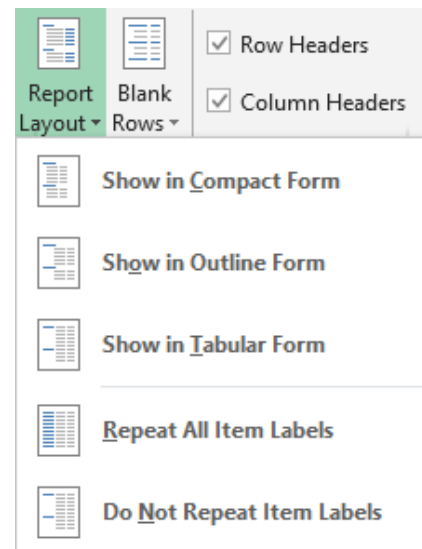 Report Layout
Blank Rows
Row Headers
Column Headers
Show in Compact Form
Show in Outline Form
Show in Tabular Form
Repeat All Item Labels
Do Not Repeat Item Labels